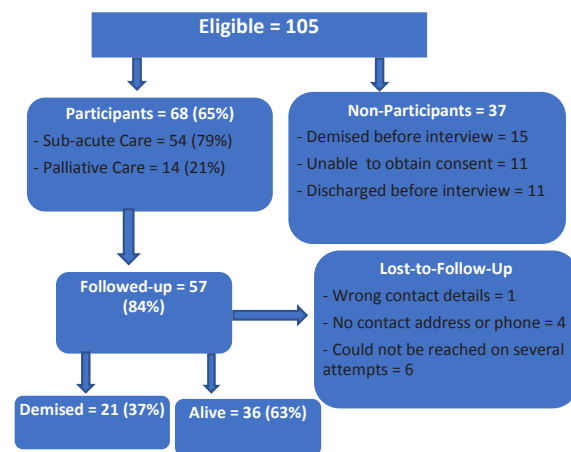 Eligible = 105
Participants = 68 (65%)
- Sub-acute Care = 54 (79%)
- Palliative Care = 14 (21%)
Non-Participants = 37
- Demised before interview = 15
- Unable to obtain consent = 11
- Discharged before interview = 11
Followed-up = 57
(84%)
Lost-to-Follow-Up
- Wrong contact details = 1
- No contact address or phone = 4
- Could not be reached on several
attempts = 6
Demised = 21 (37%)
Alive = 36 (63%)